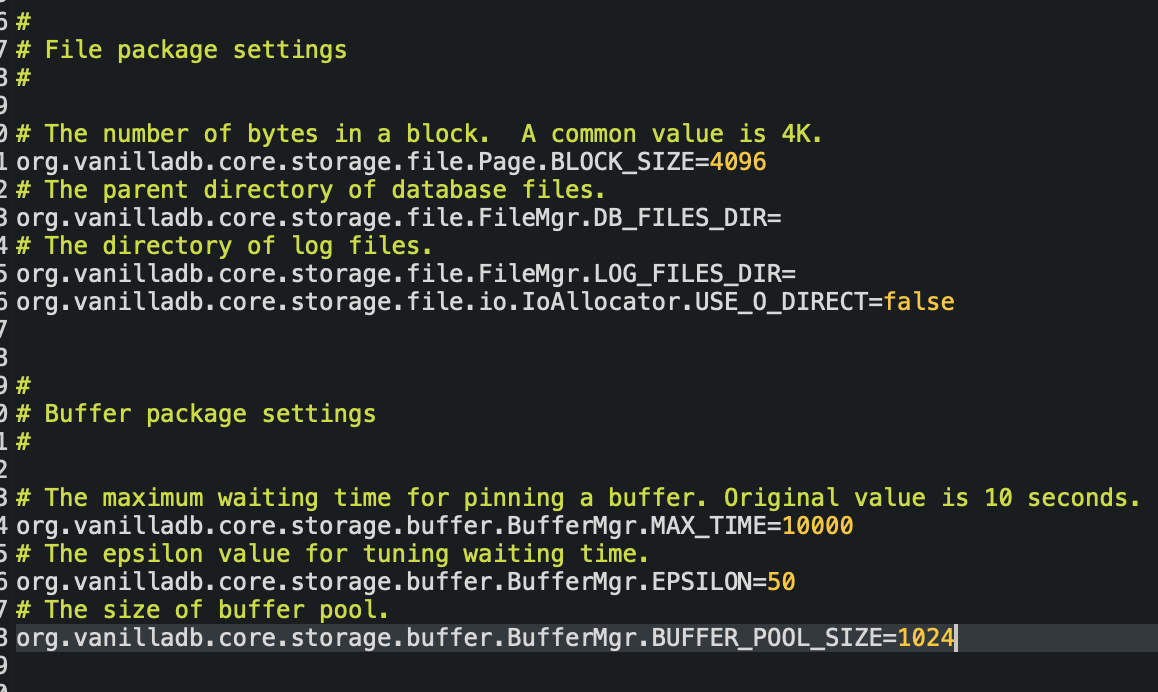 6 #
7 # File package settings
8 #
9
0 # The number of bytes in a block.  A common value is 4K.
1 org.vanilladb.core.storage.file.Page.BLOCK_SIZE=4096
2 # The parent directory of database files.
3 org.vanilladb.core.storage.file.FileMgr.DB_FILES_DIR=
4 # The directory of log files.
5 org.vanilladb.core.storage.file.FileMgr.LOG_FILES_DIR=
6 org.vanilladb.core.storage.file.io.IoAllocator.USE_O_DIRECT=false
7
8
9 #
0 # Buffer package settings
1 #
2
3 # The maximum waiting time for pinning a buffer. Original value is 10 seconds.
4 org.vanilladb.core.storage.buffer.BufferMgr.MAX_TIME=10000
5 # The epsilon value for tuning waiting time.
6 org.vanilladb.core.storage.buffer.BufferMgr.EPSILON=50
7 # The size of buffer pool.
8 org.vanilladb.core.storage.buffer.BufferMgr.BUFFER_POOL_SIZE=1024
9